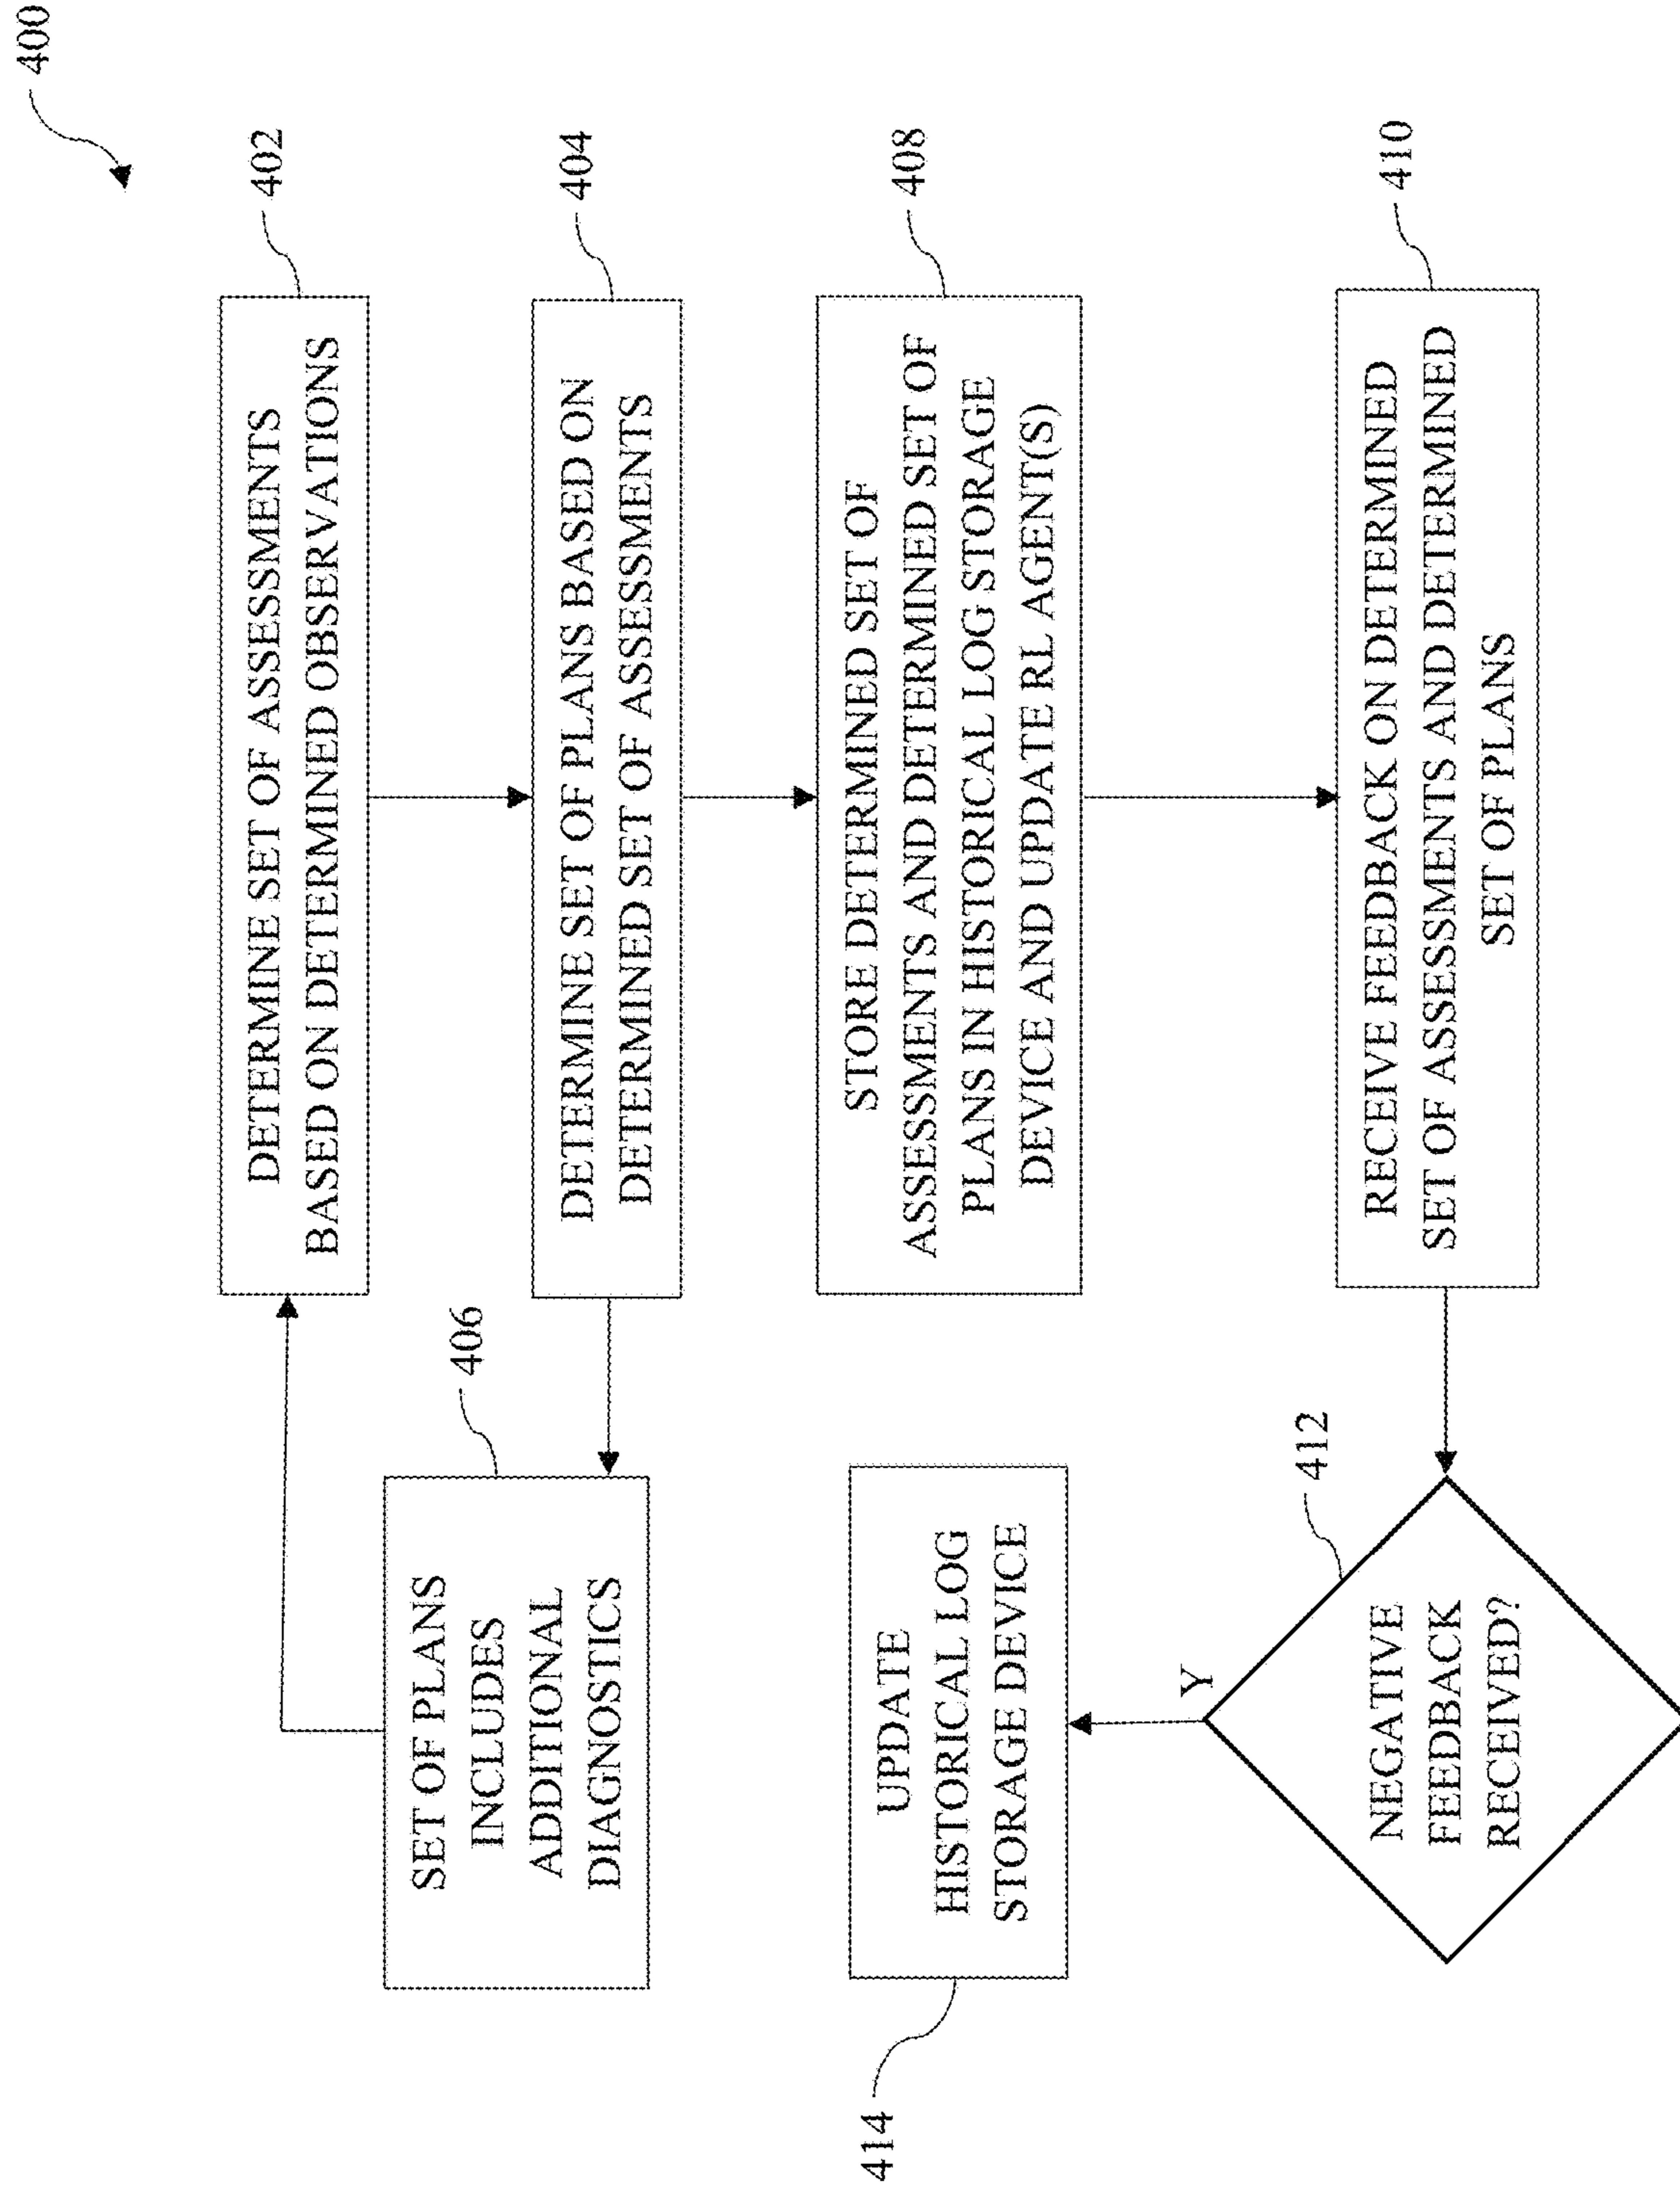 400
DETERMINE SET OF ASSESSMENTS
BASED ON DETERMINED OBSERVATIONS
402
DETERMINE SET OF PLANS BASED ON
DETERMINED SET OF ASSESSMENTS
404
SET OF PLANS
INCLUDES
ADDITIONAL
DIAGNOSTICS
406
STORE DETERMINED SET OF
ASSESSMENTS AND DETERMINED SET OF
PLANS IN HISTORICAL LOG STORAGE
DEVICE AND UPDATE RL AGENT(S)
408
RECEIVE FEEDBACK ON DETERMINED
SET OF ASSESSMENTS AND DETERMINED
SET OF PLANS
410
NEGATIVE
FEEDBACK
RECEIVED?
412
Y
UPDATE
HISTORICAL LOG
STORAGE DEVICE
414